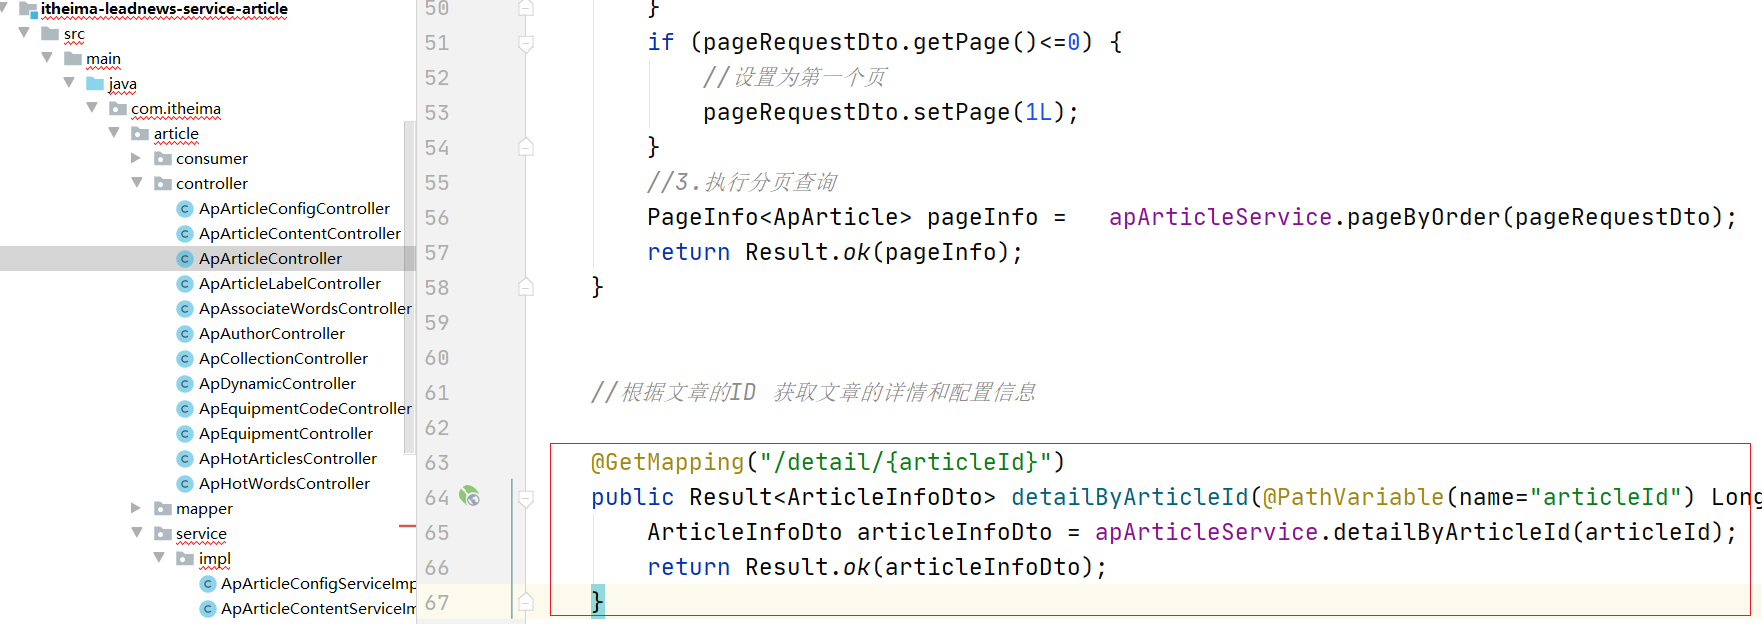 itheima-leadnews-service-article
src
main
java
com.itheima
article
consumer
controller
ApArticleConfigController
ApArticleContentController
ApArticleController
ApArticleLabelController
ApAssociateWordsController
ApAuthorController
ApCollectionController
ApDynamicController
ApEquipmentCodeController
ApEquipmentController
ApHotArticlesController
ApHotWordsController
mapper
service
impl
ApArticleConfigServiceImp
ApArticleContentServiceIm
50 }
51 if (pageRequestDto.getPage()<=0) {
52 //设置为第一个页
53 pageRequestDto.setPage(1L);
54 }
55 //3.执行分页查询
56 PageInfo<ApArticle> pageInfo = apArticleService.pageByOrder(pageRequestDto);
57 return Result.ok(pageInfo);
58 }
59
60
61 //根据文章的ID 获取文章的详情和配置信息
62
63 @GetMapping("/detail/{articleId}")
64 public Result<ArticleInfoDto> detailByArticleId(@PathVariable(name="articleId") Long
65 ArticleInfoDto articleInfoDto = apArticleService.detailByArticleId(articleId);
66 return Result.ok(articleInfoDto);
67 }